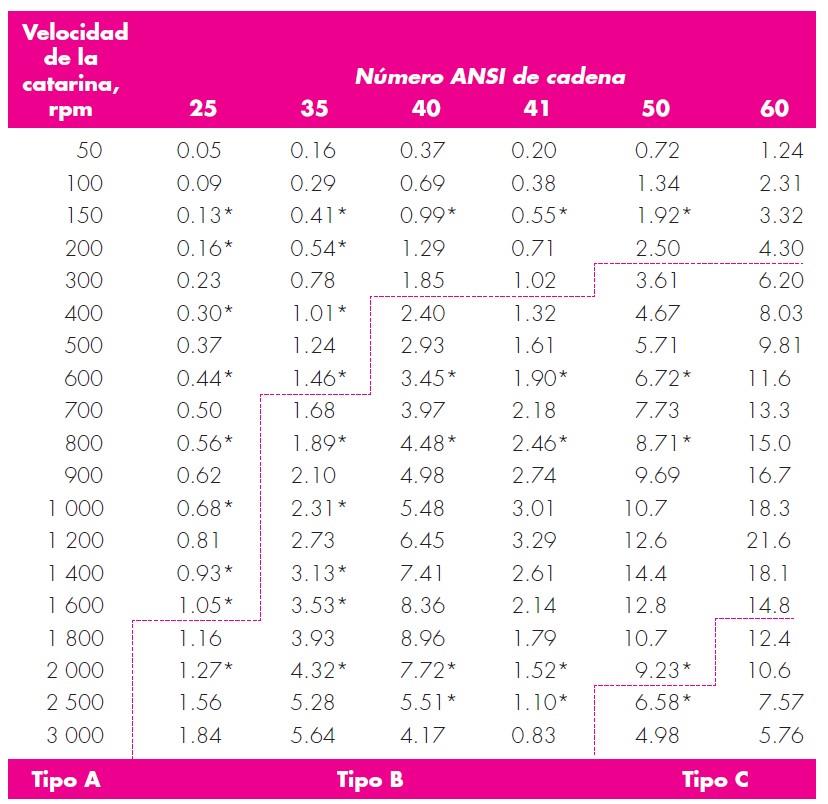 Velocidad
de la
catarina,
rpm
Número ANSI de cadena
25 35 40 41 50 60
50 0.05 0.16 0.37 0.20 0.72 1.24
100 0.09 0.29 0.69 0.38 1.34 2.31
150 0.13* 0.41* 0.99* 0.55* 1.92* 3.32
200 0.16* 0.54* 1.29 0.71 2.50 4.30
300 0.23 0.78 1.85 1.02 3.61 6.20
400 0.30* 1.01* 2.40 1.32 4.67 8.03
500 0.37 1.24 2.93 1.61 5.71 9.81
600 0.44* 1.46* 3.45* 1.90* 6.72* 11.6
700 0.50 1.68 3.97 2.18 7.73 13.3
800 0.56* 1.89* 4.48* 2.46* 8.71* 15.0
900 0.62 2.10 4.98 2.74 9.69 16.7
1 000 0.68* 2.31* 5.48 3.01 10.7 18.3
1 200 0.81 2.73 6.45 3.29 12.6 21.6
1 400 0.93* 3.13* 7.41 2.61 14.4 18.1
1 600 1.05* 3.53* 8.36 2.14 12.8 14.8
1 800 1.16 3.93 8.96 1.79 10.7 12.4
2 000 1.27* 4.32* 7.72* 1.52* 9.23* 10.6
2 500 1.56 5.28 5.51* 1.10* 6.58* 7.57
3 000 1.84 5.64 4.17 0.83 4.98 5.76
Tipo A Tipo B Tipo C